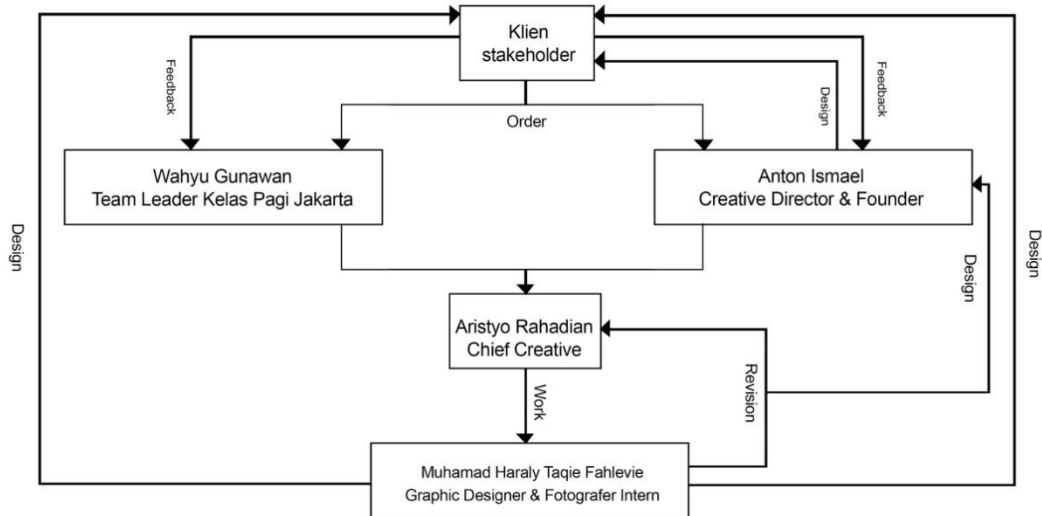 Klien
stakeholder
Feedback
Design
Feedback
Order
Wahyu Gunawan
Team Leader Kelas Pagi Jakarta
Anton Ismael
Creative Director & Founder
Design
Design
Design
Aristyo Rahadian
Chief Creative
Revision
Work
Muhamad Haraly Taqie Fahlevie
Graphic Designer & Fotografer Intern